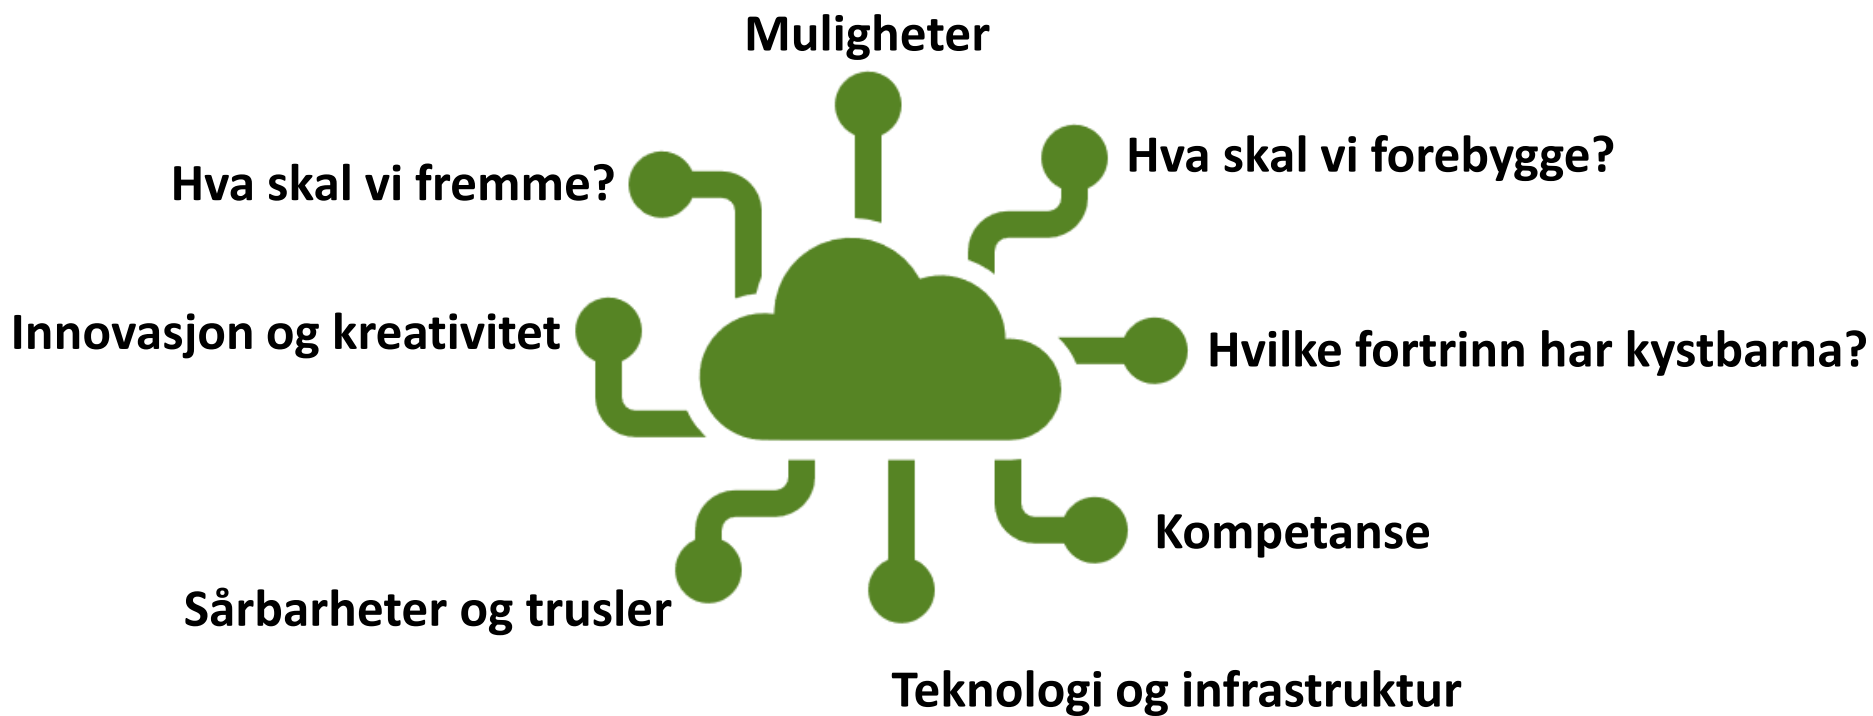 Muligheter
Hva skal vi forebygge?
Hva skal vi fremme?
Innovasjon og kreativitet
Hvilke fortrinn har kystbarna?
Kompetanse
Sårbarheter og trusler
Teknologi og infrastruktur